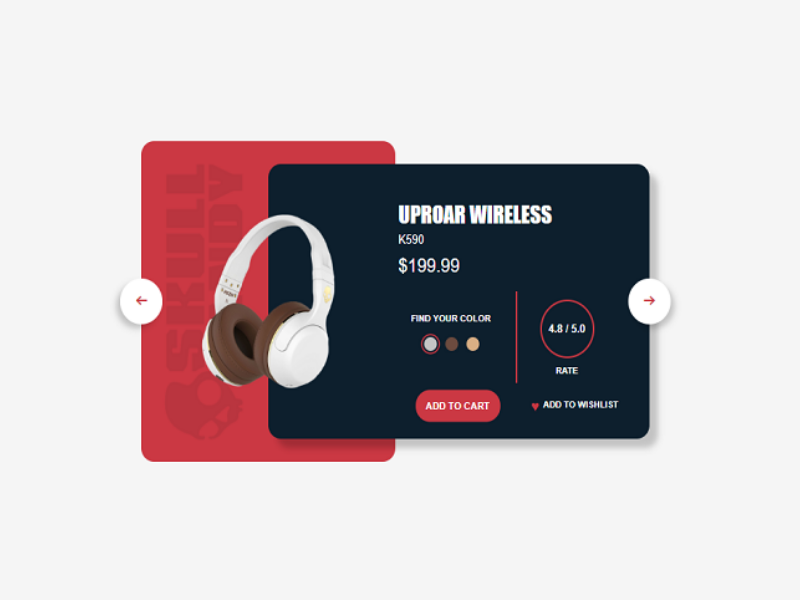 SKULL
UPROAR WIRELESS
K590
$199.99
FIND YOUR COLOR
4.8 / 5.0
RATE
ADD TO CART
ADD TO WISHLIST